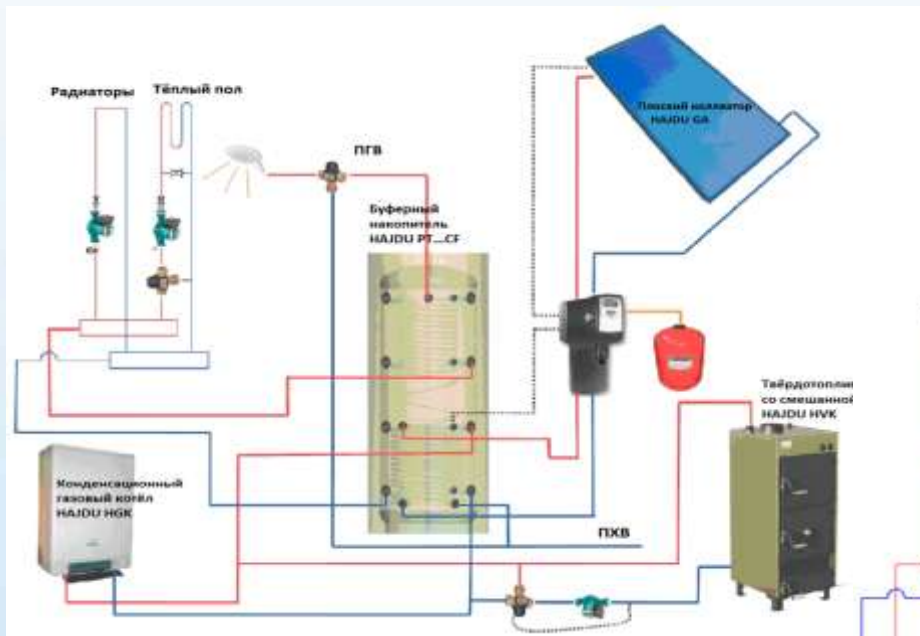 Радиаторы
Тёплый пол
ПГВ
Плоский коллектор
HAJDU GA
Буферный
накопитель
HAJDU PT...CF
Твёрдотоплив
со смешанной
HAJDU HVK
Конденсационный
газовый котёл
HAJDU HGK
ПХВ